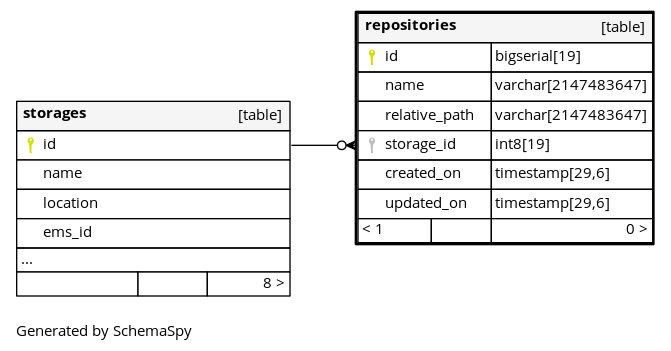 repositories [table]
id bigserial[19]
name varchar[2147483647]
relative_path varchar[2147483647]
storage_id int8[19]
created_on timestamp[29,6]
updated_on timestamp[29,6]
< 1 0 >
storages [table]
id
name
location
ems_id
...
8 >
Generated by SchemaSpy